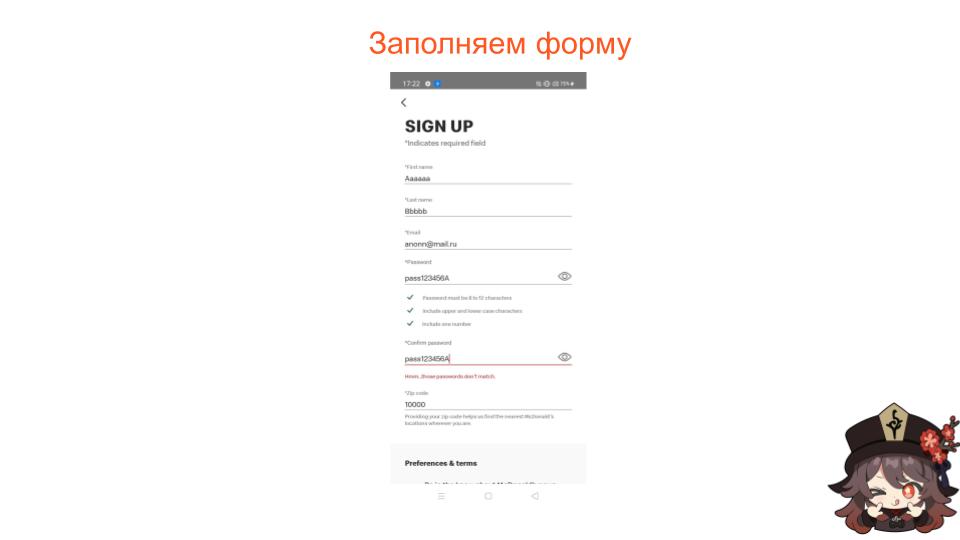 Заполняем форму
17:22
75%
SIGN UP
*Indicates required field
*First name
Aaaaaa
*Last name
Bbbbb
*Email
anonn@mail.ru
*Password
pass123456A
Password must be 8 to 12 characters
Include upper and lower case characters
Include one number
*Confirm password
pass123456A
Hmm...those passwords don't match.
*Zip code
10000
Providing your zip code helps us find the nearest McDonald's
locations wherever you are.
Preferences & terms